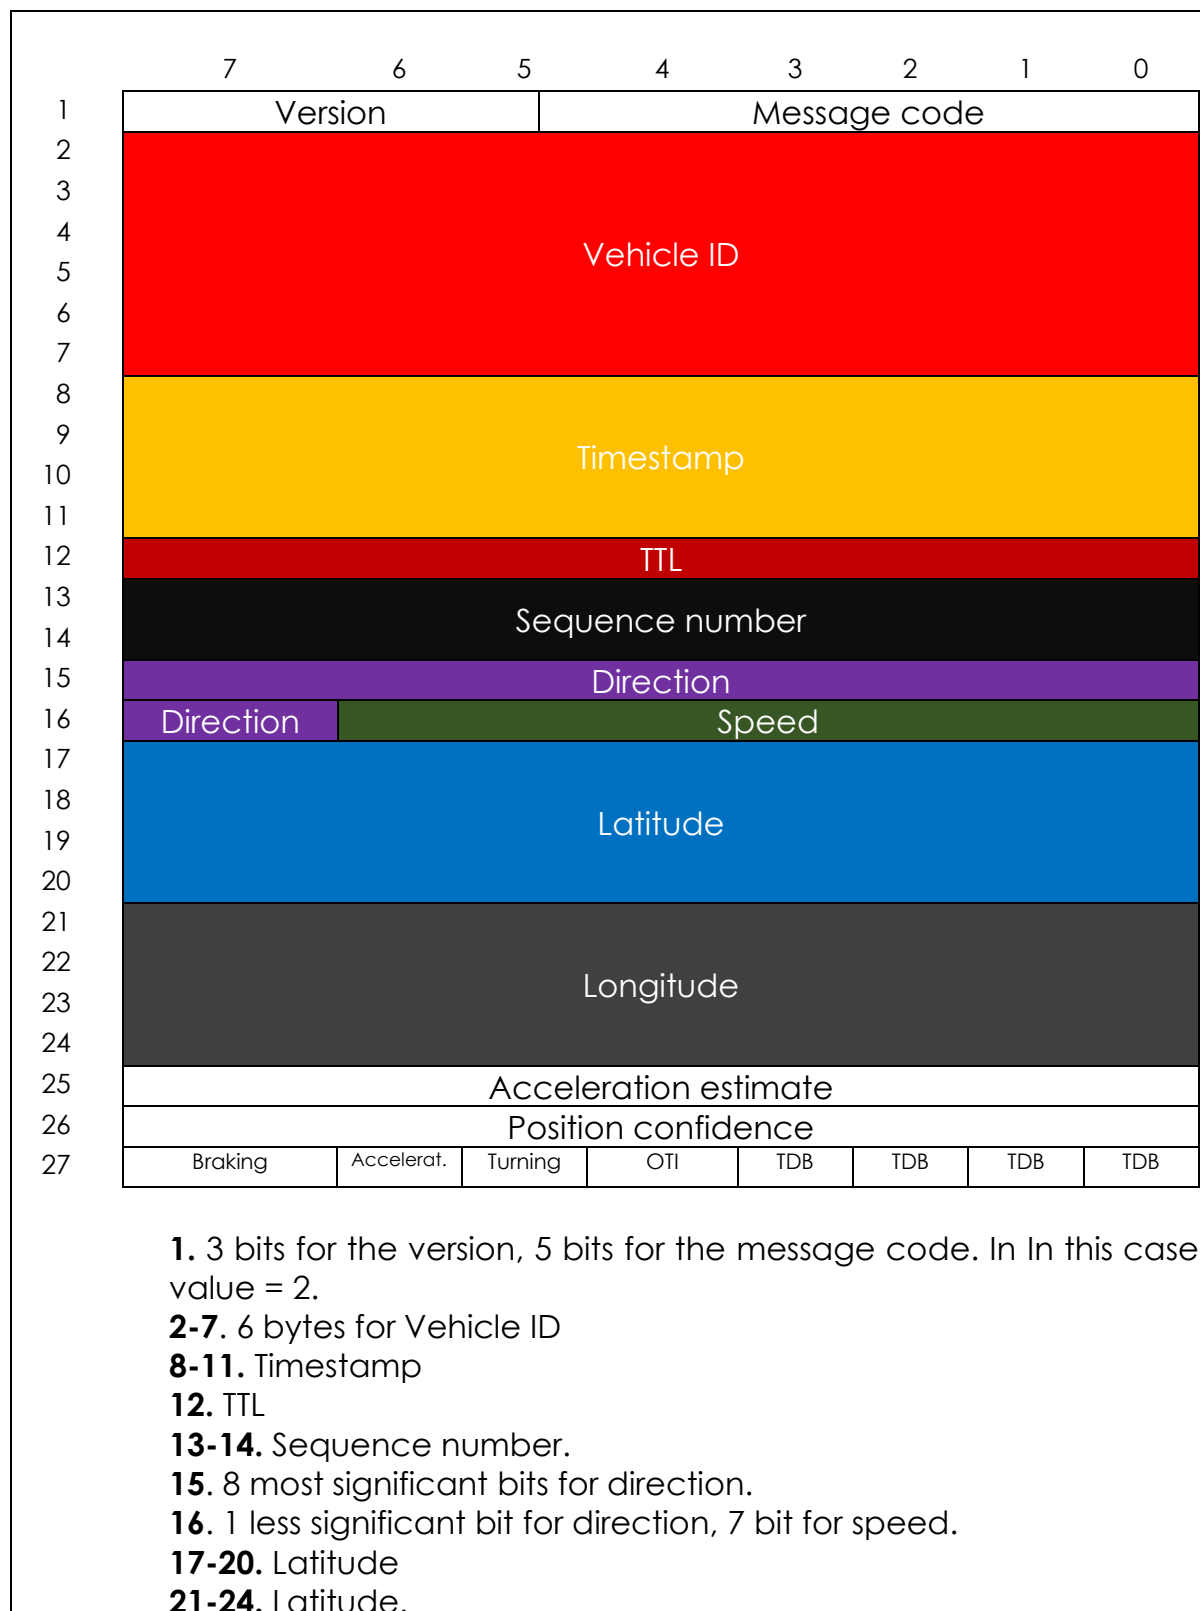 7 6 5 4 3 2 1 0
1 Version Message code
2
3
4
Vehicle ID
5
6
7
8
9
Timestamp
10
11
12 TTL
13
Sequence number
14
15 Direction
16 Direction Speed
17
18
Latitude
19
20
21
22
Longitude
23
24
25 Acceleration estimate
26 Position confidence
27 Braking Accelerat. Turning OTI TDB TDB TDB TDB
1. 3 bits for the version, 5 bits for the message code. In In this case
value = 2.
2-7. 6 bytes for Vehicle ID
8-11. Timestamp
12. TTL
13-14. Sequence number.
15. 8 most significant bits for direction.
16. 1 less significant bit for direction, 7 bit for speed.
17-20. Latitude
21-24. Latitude.